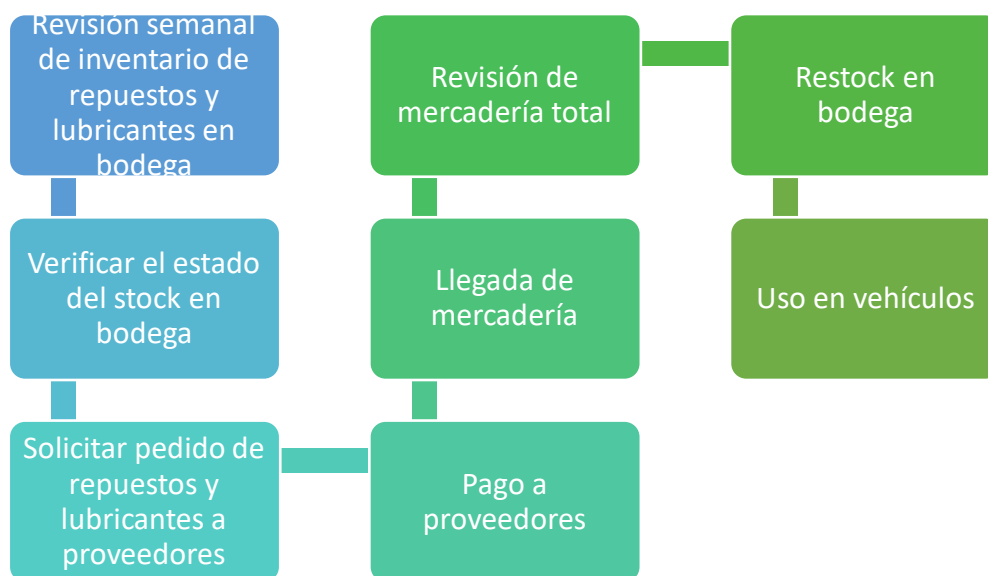 Revisión semanal
de inventario de
repuestos y
lubricantes en
bodega
Verificar el estado
del stock en
bodega
Solicitar pedido de
repuestos y
lubricantes a
proveedores
Pago a
proveedores
Llegada de
mercadería
Revisión de
mercadería total
Restock en
bodega
Uso en vehículos